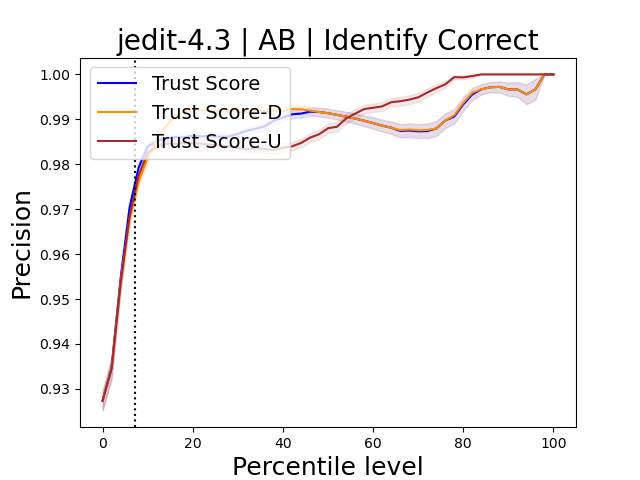 jedit-4.3 | AB | Identify Correct
1.00
0.99
0.98
0.97
0.96
0.95
0.94
0.93
Precision
Trust Score
Trust Score-D
Trust Score-U
0
20
40
60
80
100
Percentile level